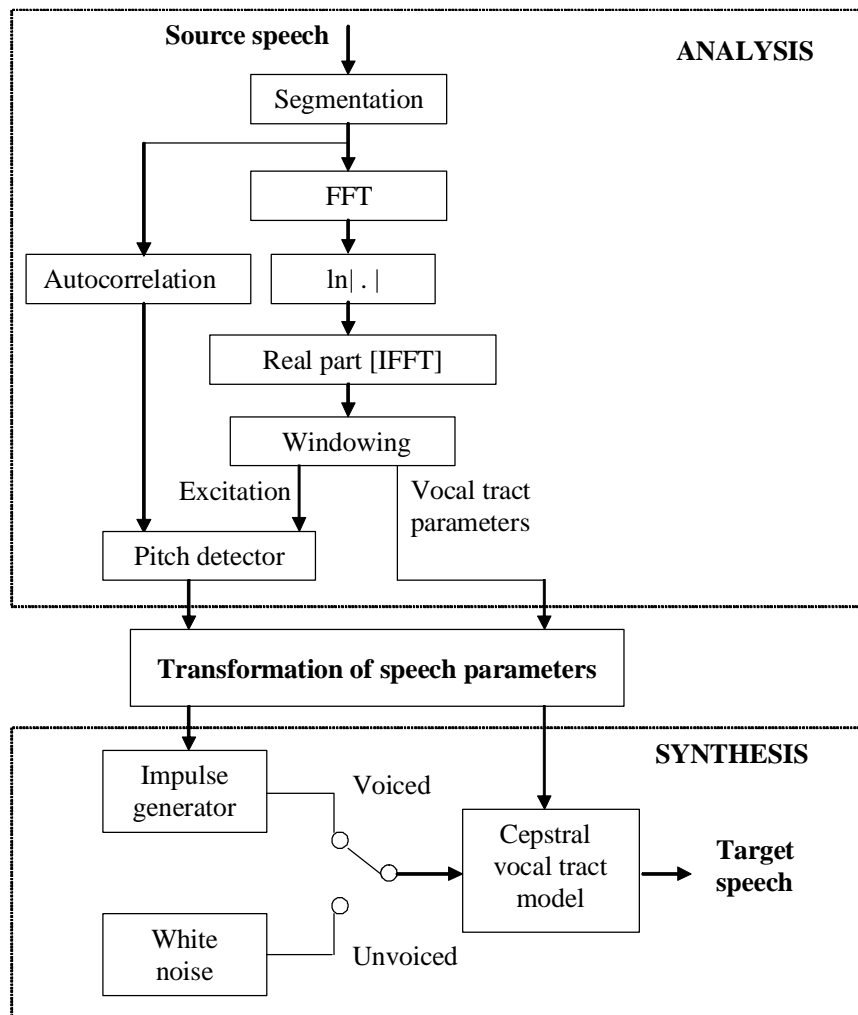 Source speech
ANALYSIS
Segmentation
FFT
Autocorrelation
ln| . |
Real part [IFFT]
Windowing
Excitation
Vocal tract
parameters
Pitch detector
Transformation of speech parameters
SYNTHESIS
Impulse
generator
Voiced
Cepstral
vocal tract
model
Target
speech
White
noise
Unvoiced